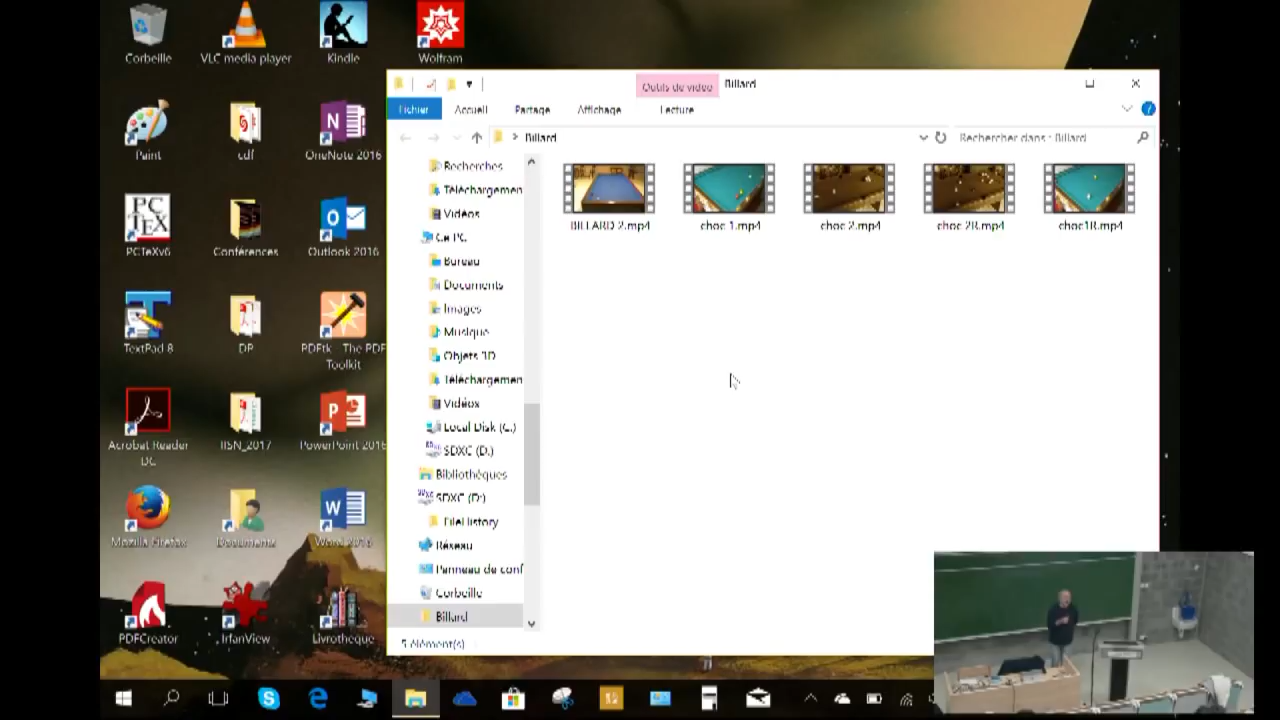 Corbeille
VLC media player
Kindle
Wolfram
Paint
cdf
OneNote 2016
PC
TEX
PCTeXv6
Conférences
Outlook 2016
TextPad 8
DP
PDFtk - The PDF
Toolkit
Acrobat Reader
DC
IISN_2017
PowerPoint 2016
Mozilla Firefox
Documents
Word 2016
PDFCreator
IrfanView
Livrotheque
Outils de vidéo
Billard
Fichier
Accueil
Partage
Affichage
Lecture
Billard
Rechercher dans : Billard
Recherches
Téléchargemen
Vidéos
Ce PC
Bureau
Documents
Images
Musique
Objets 3D
Téléchargemen
Vidéos
Local Disk (C:)
SDXC (D:)
Bibliothèques
SDXC (D:)
FileHistory
Réseau
Panneau de conf
Corbeille
Billard
BILLARD 2.mp4
choc 1.mp4
choc 2.mp4
choc 2R.mp4
choc1R.mp4
5 élément(s)